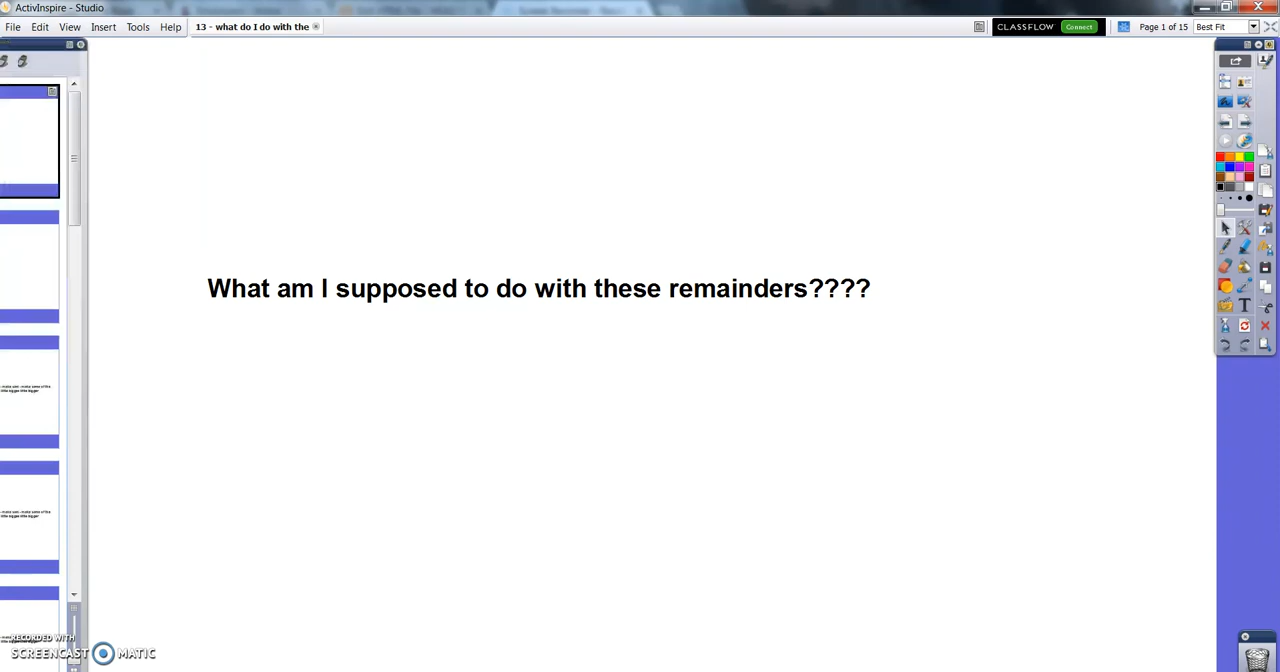 ActivInspire - Studio
File Edit View Insert Tools Help
13 - what do I do with the
CLASSFLOW Connect
Page 1 of 15
Best Fit
What am I supposed to do with these remainders????
RECORDED WITH
SCREENCAST MATIC